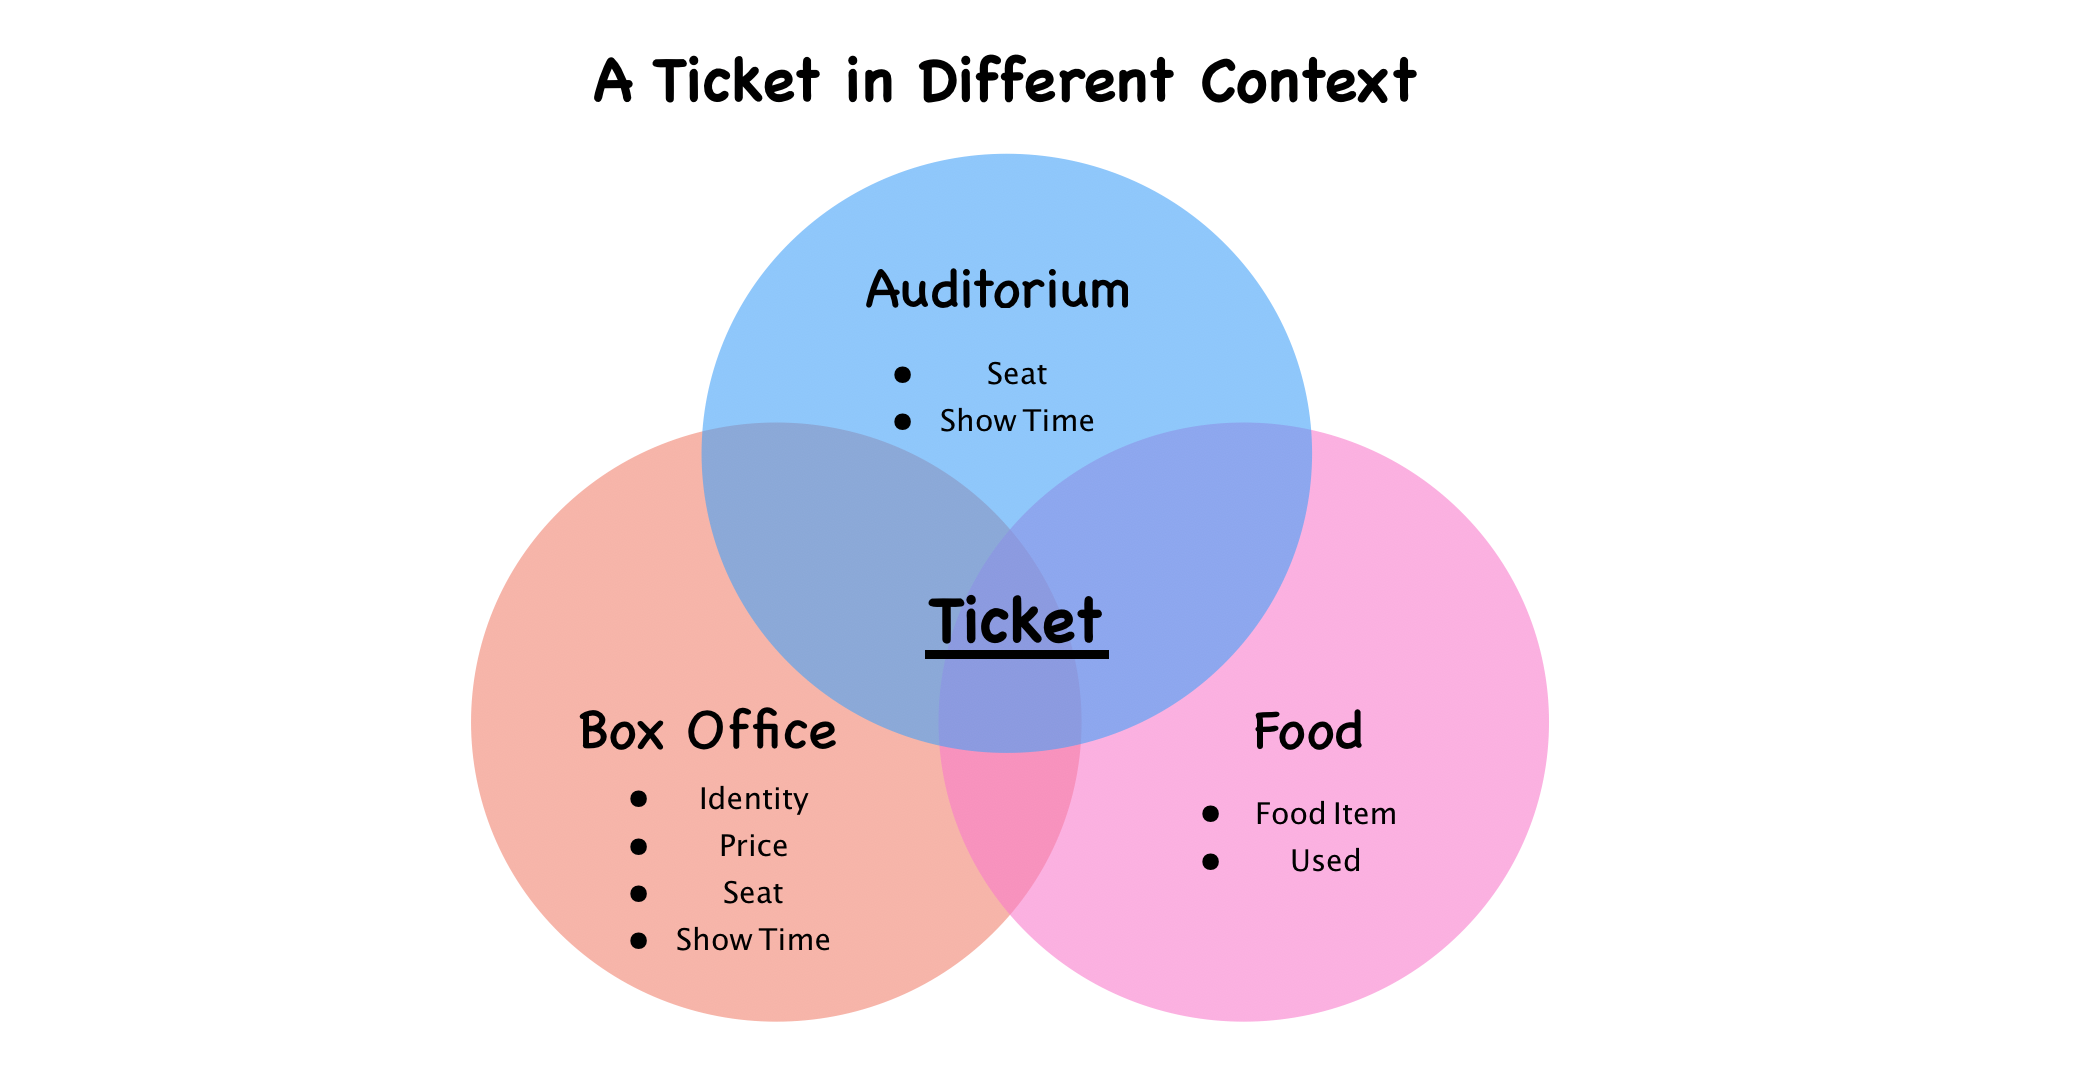 A Ticket in Different Context
Auditorium
● Seat
● Show Time
Ticket
Box Office
● Identity
● Price
● Seat
● Show Time
Food
● Food Item
● Used